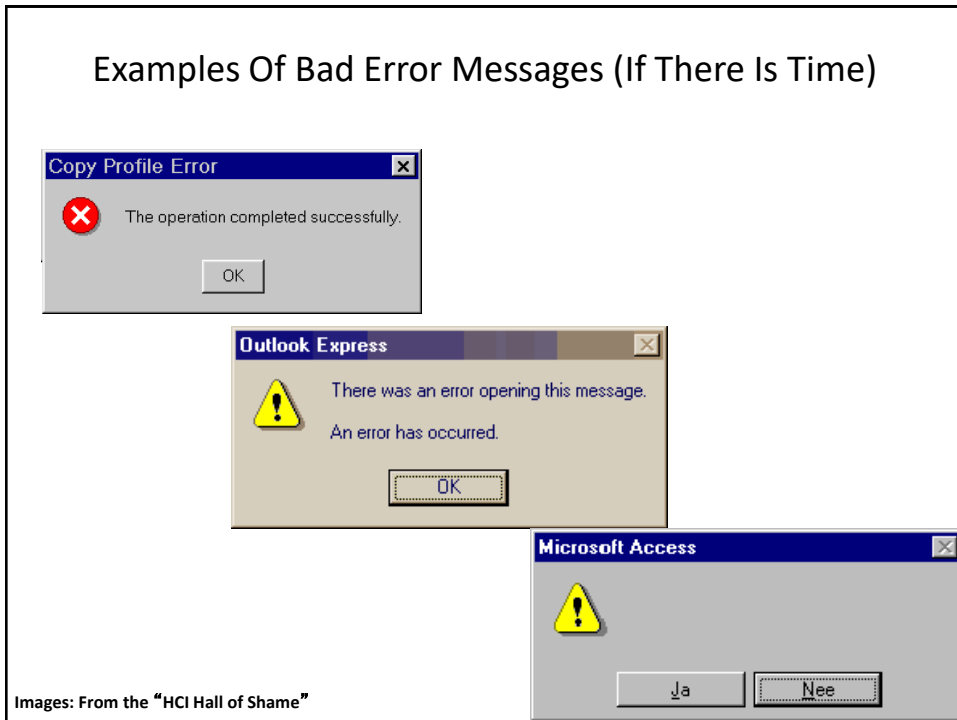 Examples Of Bad Error Messages (If There Is Time)
Copy Profile Error
The operation completed successfully.
OK
Outlook Express
There was an error opening this message.
An error has occurred.
OK
Microsoft Access
Ja
Nee
Images: From the “HCI Hall of Shame”